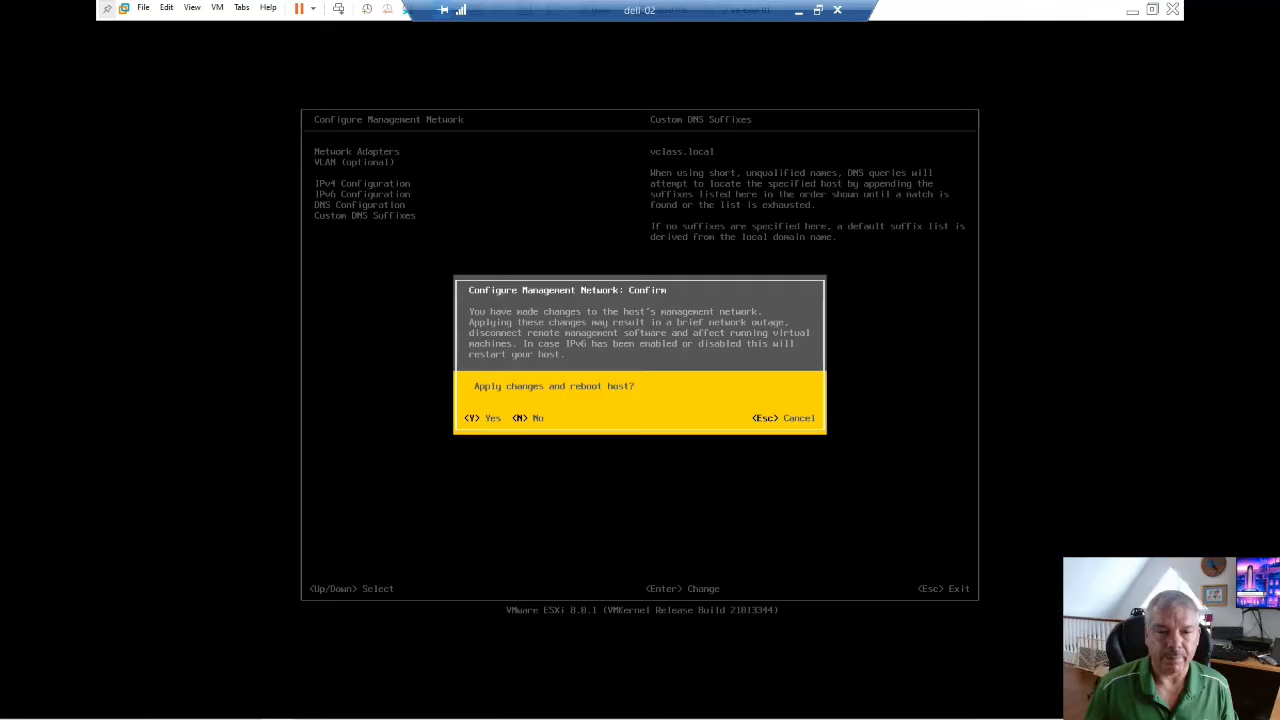 File Edit View VM Tabs Help
dell-02
Configure Management Network
Custom DNS Suffixes
Network Adapters
VLAN (optional)
IPv4 Configuration
IPv6 Configuration
DNS Configuration
Custom DNS Suffixes
vclass.local
When using short, unqualified names, DNS queries will
attempt to locate the specified host by appending the
suffixes listed here in the order shown until a match is
found or the list is exhausted.
If no suffixes are specified here, a default suffix list is
derived from the local domain name.
Configure Management Network: Confirm
You have made changes to the host's management network.
Applying these changes may result in a brief network outage,
disconnect remote management software and affect running virtual
machines. In case IPv6 has been enabled or disabled this will
restart your host.
Apply changes and reboot host?
<Y> Yes <N> No <Esc> Cancel
<Up/Down> Select <Enter> Change <Esc> Exit
VMware ESXi 8.0.1 (VMKernel Release Build 21813344)